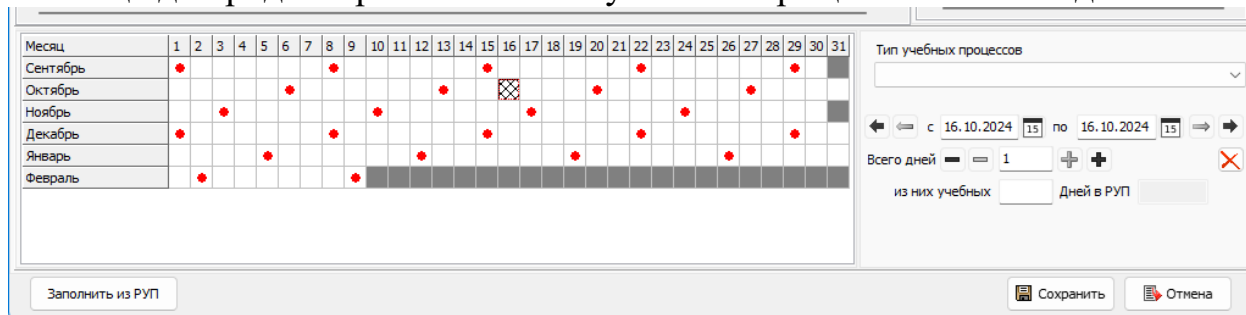 Месяц 1 2 3 4 5 6 7 8 9 10 11 12 13 14 15 16 17 18 19 20 21 22 23 24 25 26 27 28 29 30 31
Сентябрь
Октябрь
Ноябрь
Декабрь
Январь
Февраль
Тип учебных процессов
с 16.10.2024 15 по 16.10.2024 15
Всего дней 1
из них учебных Дней в РУП
Заполнить из РУП Сохранить Отмена